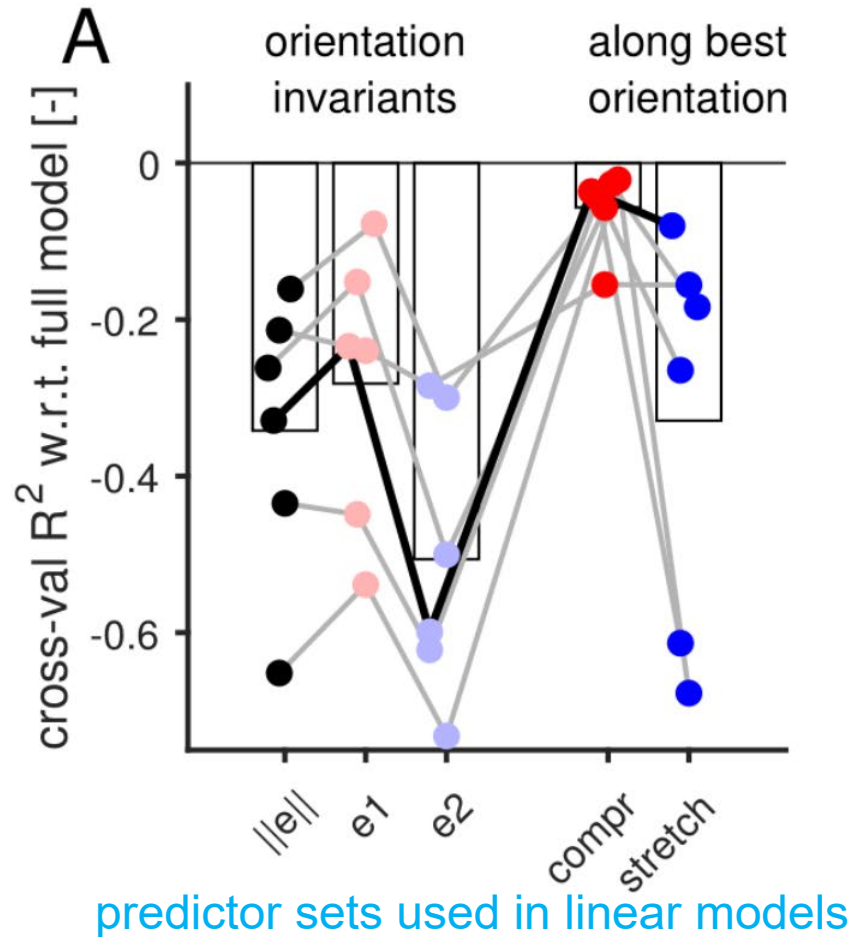 A
orientation
invariants
along best
orientation
cross-val R² w.r.t. full model [-]
0
-0.2
-0.4
-0.6
||e||
e1
e2
compr
stretch
predictor sets used in linear models